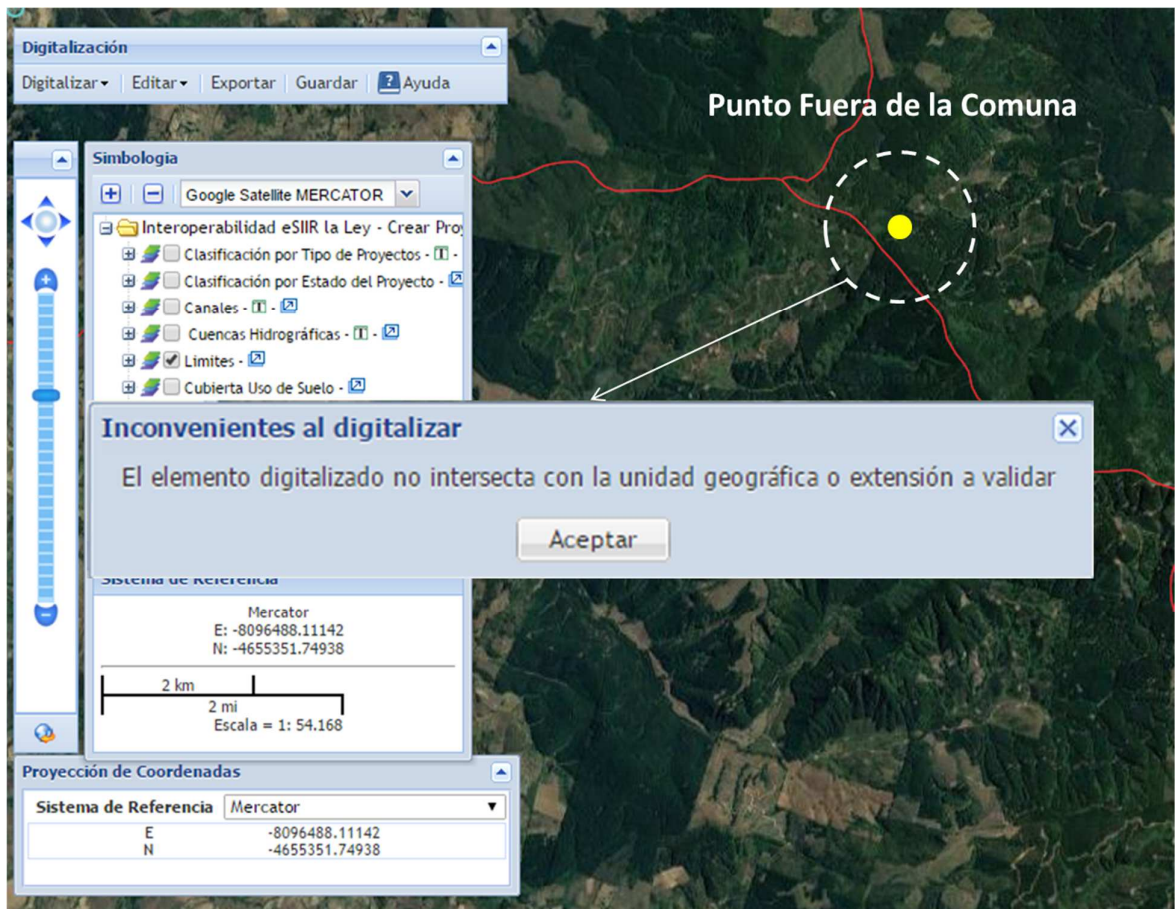 Digitalización
Digitalizar Editar Exportar Guardar ? Ayuda
Punto Fuera de la Comuna
Simbologia
Google Satellite MERCATOR
Interoperabilidad eSIIR la Ley - Crear Proy
Clasificación por Tipo de Proyectos - T -
Clasificación por Estado del Proyecto -
Canales - T -
Cuencas Hidrográficas - T -
Limites -
Cubierta Uso de Suelo -
Inconvenientes al digitalizar
El elemento digitalizado no intersecta con la unidad geográfica o extensión a validar
Aceptar
Sistema de Referencia
Mercator
E: -8096488.11142
N: -4655351.74938
2 km
2 mi
Escala = 1: 54.168
Proyección de Coordenadas
Sistema de Referencia Mercator
E -8096488.11142
N -4655351.74938